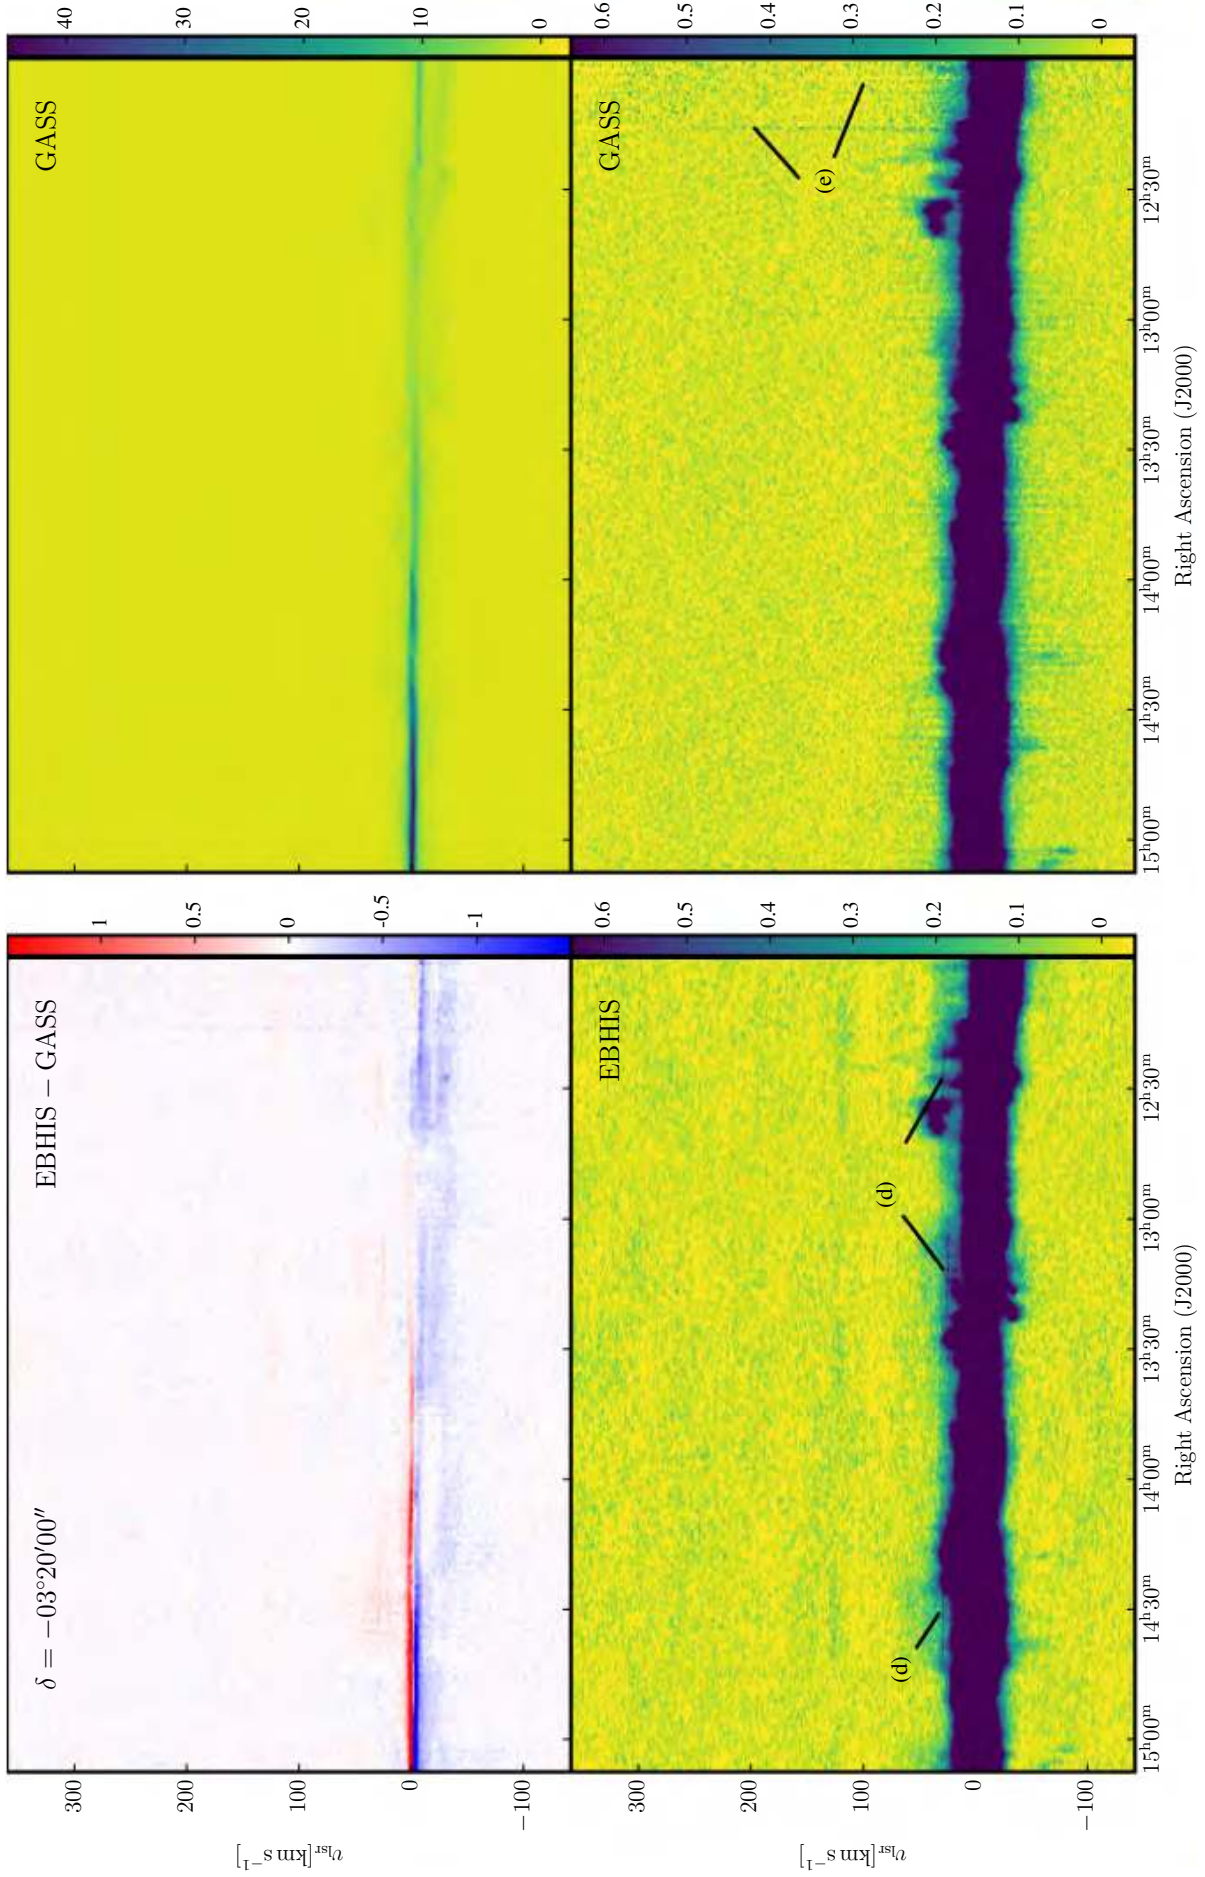 δ = −03°20′00″
EBHIS − GASS
1
0.5
0
-0.5
-1
300
200
100
0
−100
υlsr[km s⁻¹]
GASS
40
30
20
10
0
EBHIS
(d)
(d)
0.6
0.5
0.4
0.3
0.2
0.1
0
300
200
100
0
−100
υlsr[km s⁻¹]
15ʰ00ᵐ 14ʰ30ᵐ 14ʰ00ᵐ 13ʰ30ᵐ 13ʰ00ᵐ 12ʰ30ᵐ
Right Ascension (J2000)
GASS
(e)
0.6
0.5
0.4
0.3
0.2
0.1
0
15ʰ00ᵐ 14ʰ30ᵐ 14ʰ00ᵐ 13ʰ30ᵐ 13ʰ00ᵐ 12ʰ30ᵐ
Right Ascension (J2000)